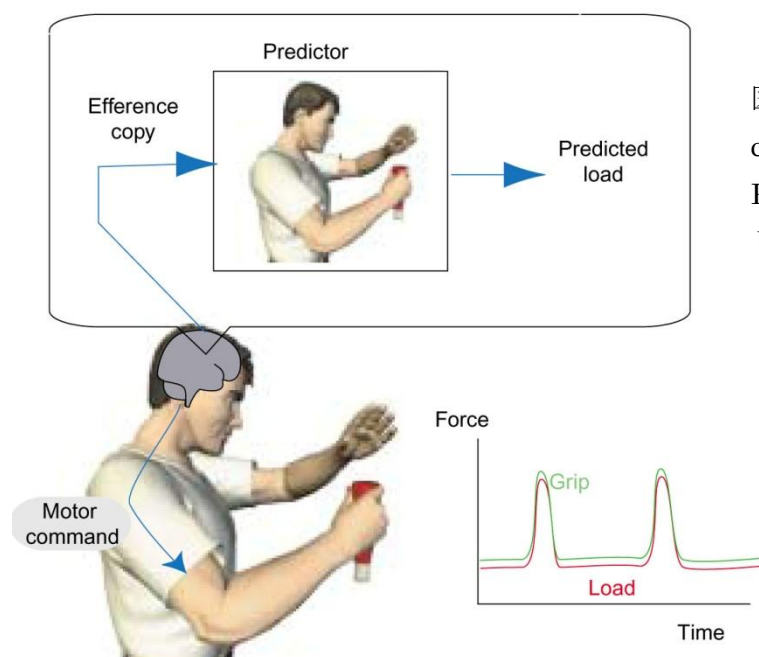 Predictor
Efference
copy
Predicted
load
Motor
command
Force
Grip
Load
Time